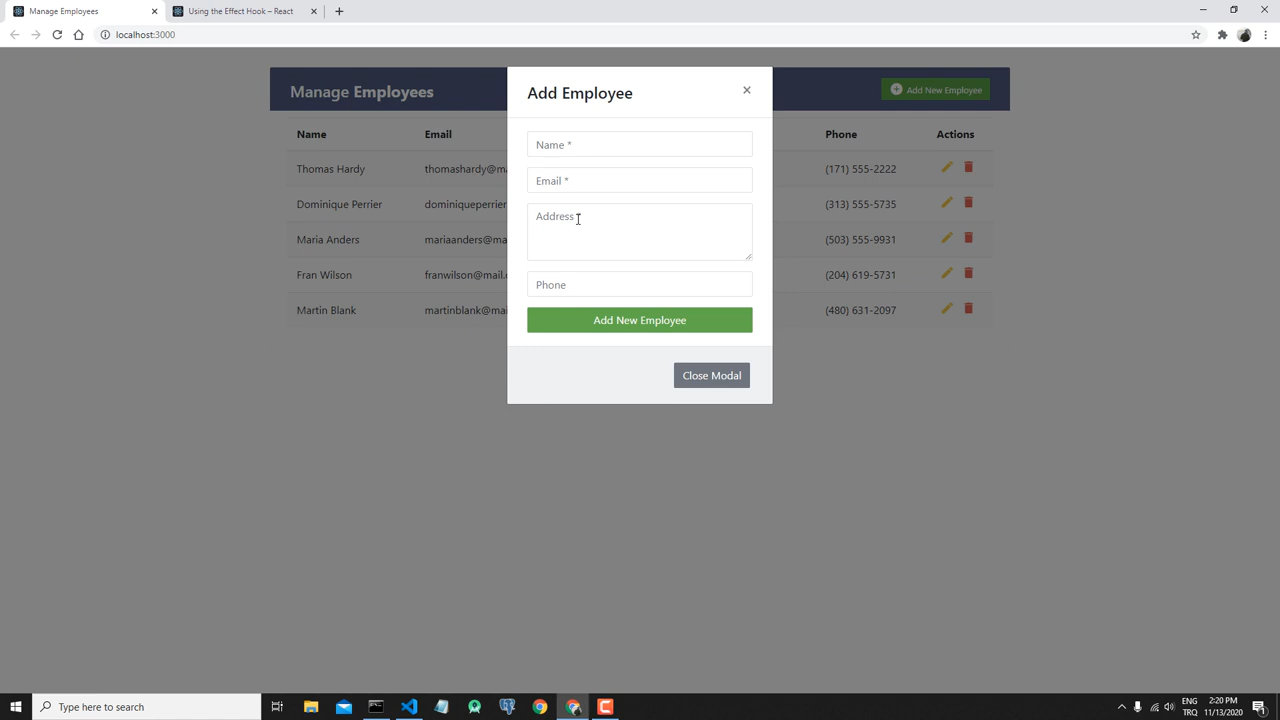 Manage Employees
Using the Effect Hook – React
localhost:3000
Manage Employees
Add New Employee
Add Employee
×
Name
Email
Phone
Actions
Name *
Email *
Address
Phone
Add New Employee
Close Modal
Thomas Hardy
thomashardy@m
(171) 555-2222
Dominique Perrier
dominiqueperrier
(313) 555-5735
Maria Anders
mariaanders@m
(503) 555-9931
Fran Wilson
franwilson@mail.
(204) 619-5731
Martin Blank
martinblank@ma
(480) 631-2097
Type here to search
ENG
TRQ
2:20 PM
11/13/2020